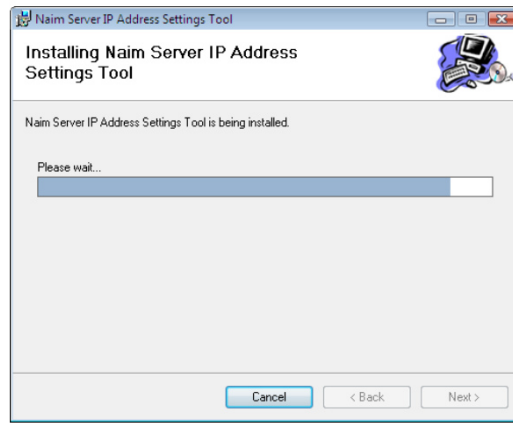 Naim Server IP Address Settings Tool
Installing Naim Server IP Address
Settings Tool
Naim Server IP Address Settings Tool is being installed.
Please wait...
Cancel
< Back
Next >